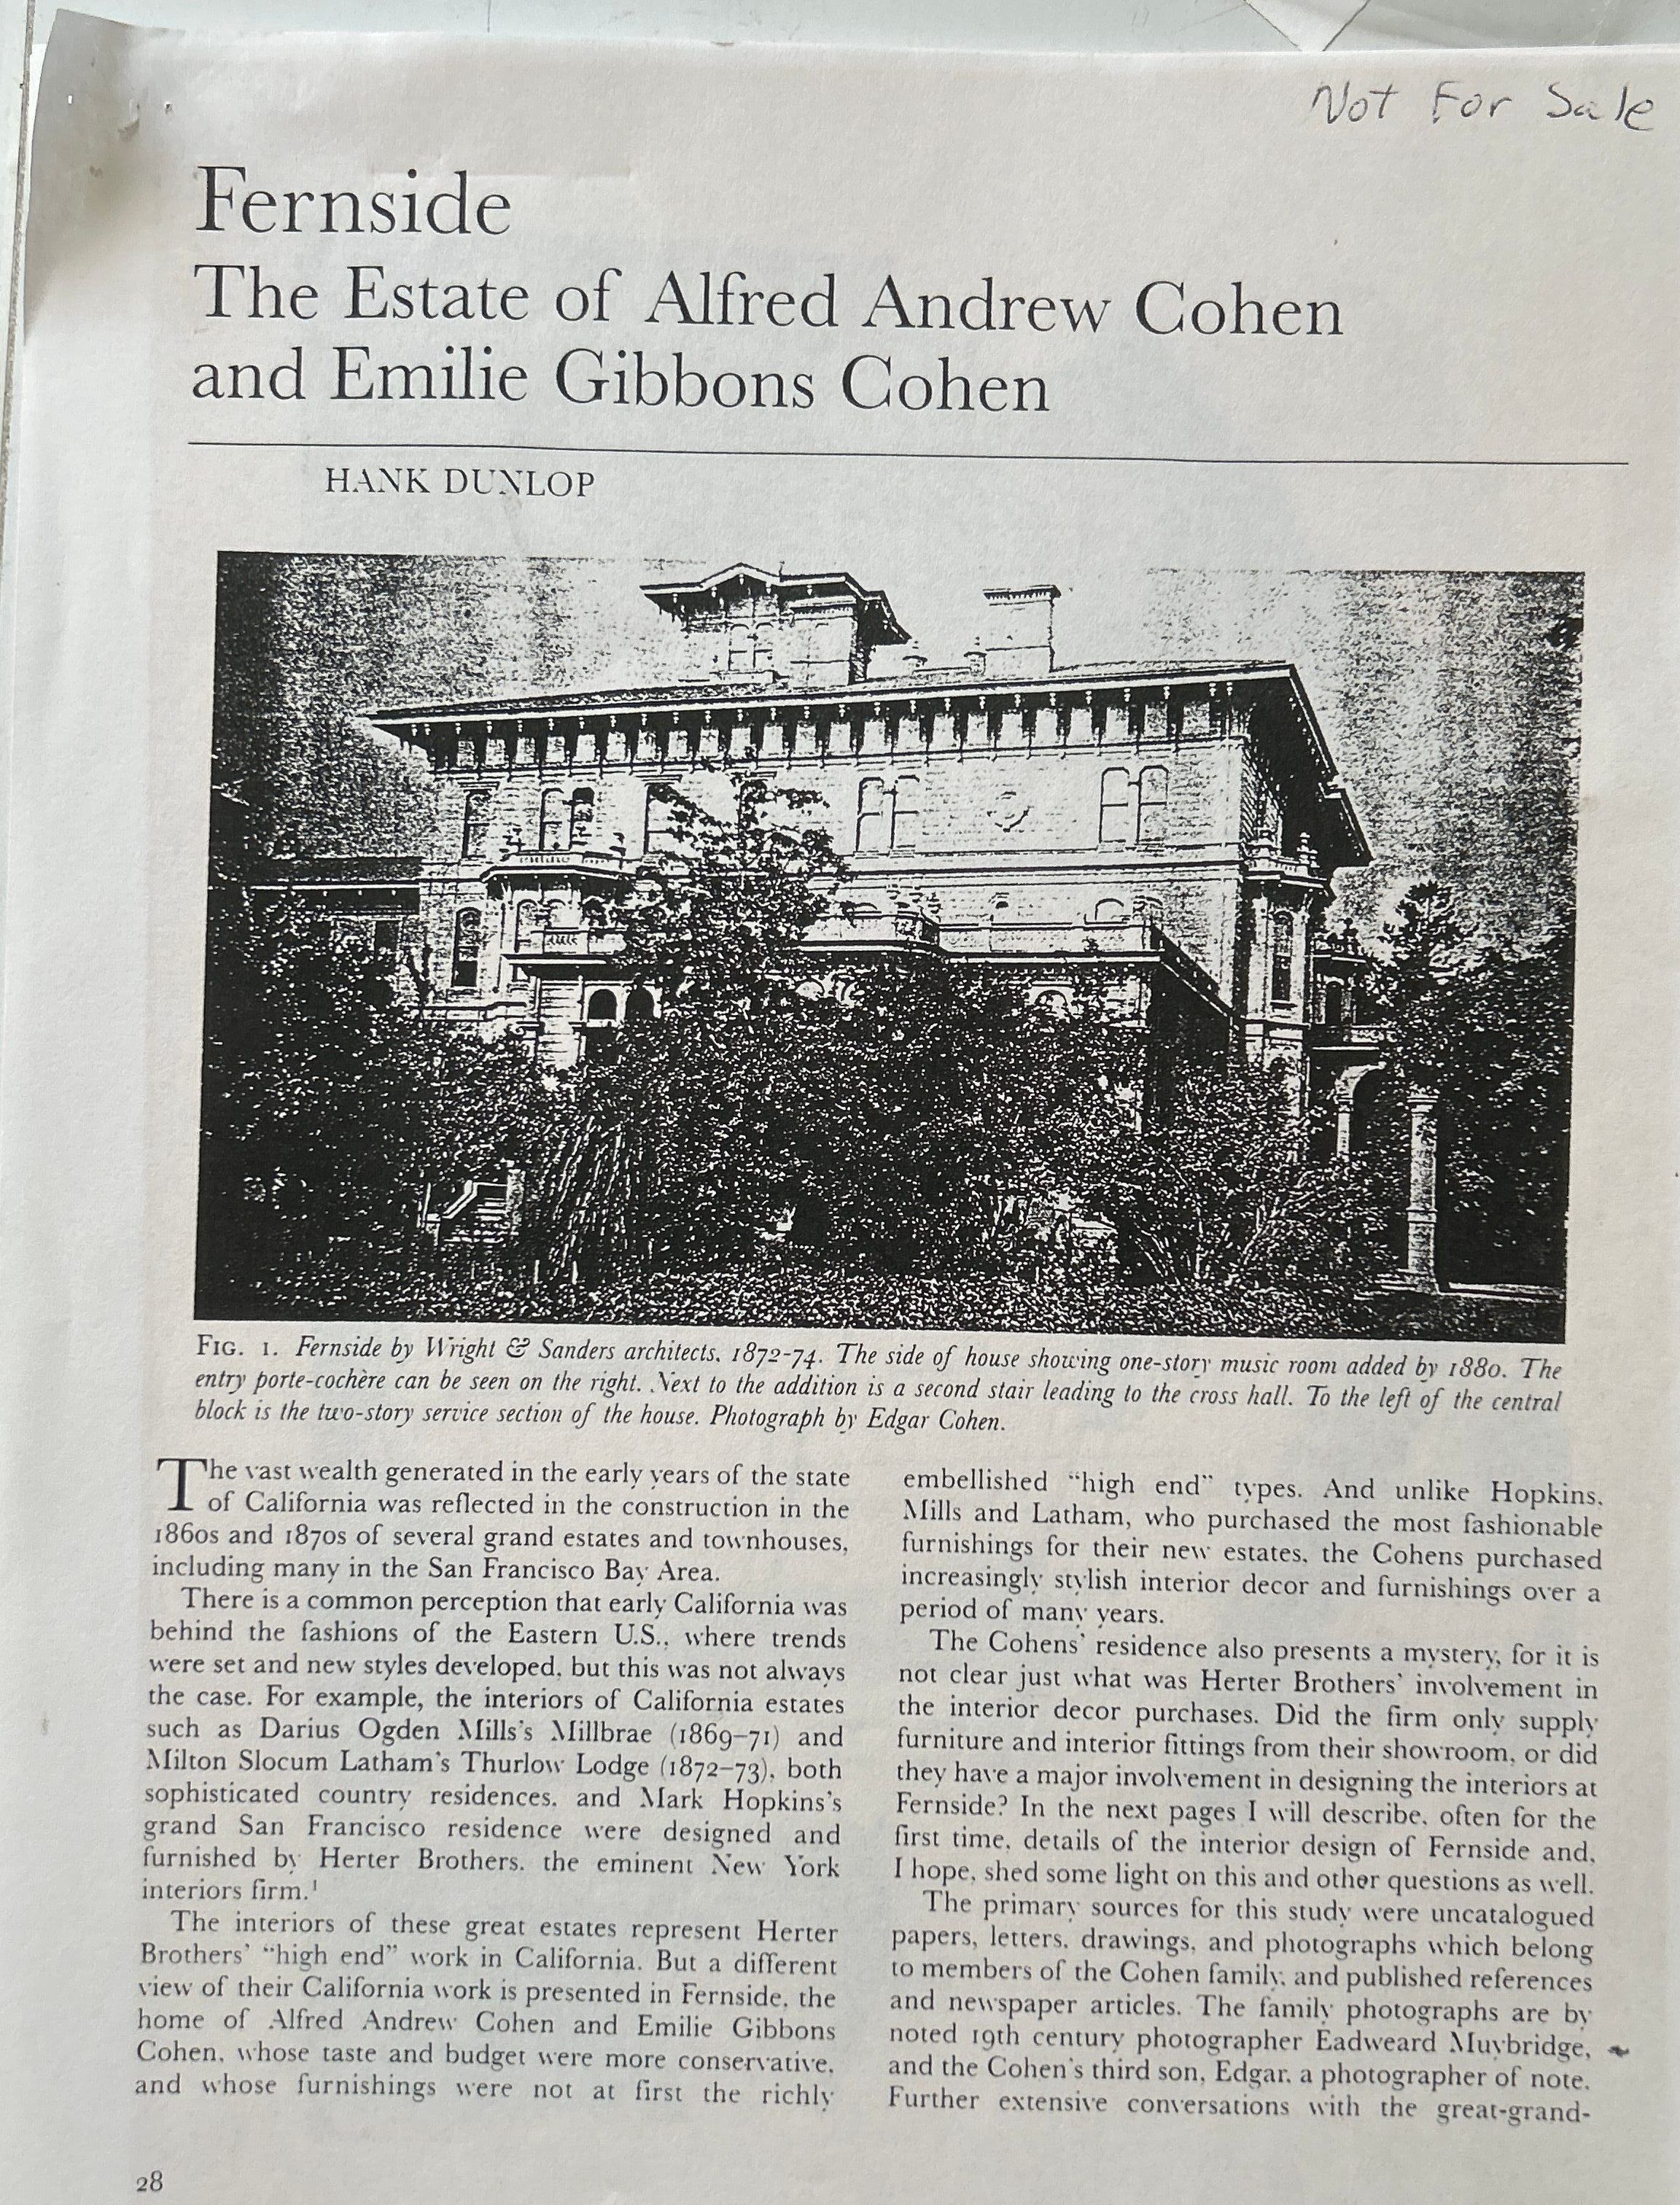 Not For Sale
Fernside
The Estate of Alfred Andrew Cohen
and Emilie Gibbons Cohen
HANK DUNLOP
FIG. 1. Fernside by Wright & Sanders architects, 1872-74. The side of house showing one-story music room added by 1880. The
entry porte-cochère can be seen on the right. Next to the addition is a second stair leading to the cross hall. To the left of the central
block is the two-story service section of the house. Photograph by Edgar Cohen.
The vast wealth generated in the early years of the state
of California was reflected in the construction in the
1860s and 1870s of several grand estates and townhouses,
including many in the San Francisco Bay Area.
There is a common perception that early California was
behind the fashions of the Eastern U.S., where trends
were set and new styles developed, but this was not always
the case. For example, the interiors of California estates
such as Darius Ogden Mills's Millbrae (1869–71) and
Milton Slocum Latham's Thurlow Lodge (1872–73), both
sophisticated country residences, and Mark Hopkins's
grand San Francisco residence were designed and
furnished by Herter Brothers, the eminent New York
interiors firm.¹
The interiors of these great estates represent Herter
Brothers' “high end” work in California. But a different
view of their California work is presented in Fernside, the
home of Alfred Andrew Cohen and Emilie Gibbons
Cohen, whose taste and budget were more conservative,
and whose furnishings were not at first the richly
embellished “high end” types. And unlike Hopkins,
Mills and Latham, who purchased the most fashionable
furnishings for their new estates, the Cohens purchased
increasingly stylish interior decor and furnishings over a
period of many years.
The Cohens' residence also presents a mystery, for it is
not clear just what was Herter Brothers' involvement in
the interior decor purchases. Did the firm only supply
furniture and interior fittings from their showroom, or did
they have a major involvement in designing the interiors at
Fernside? In the next pages I will describe, often for the
first time, details of the interior design of Fernside and,
I hope, shed some light on this and other questions as well.
The primary sources for this study were uncatalogued
papers, letters, drawings, and photographs which belong
to members of the Cohen family, and published references
and newspaper articles. The family photographs are by
noted 19th century photographer Eadweard Muybridge,
and the Cohen's third son, Edgar, a photographer of note.
Further extensive conversations with the great-grand-
28